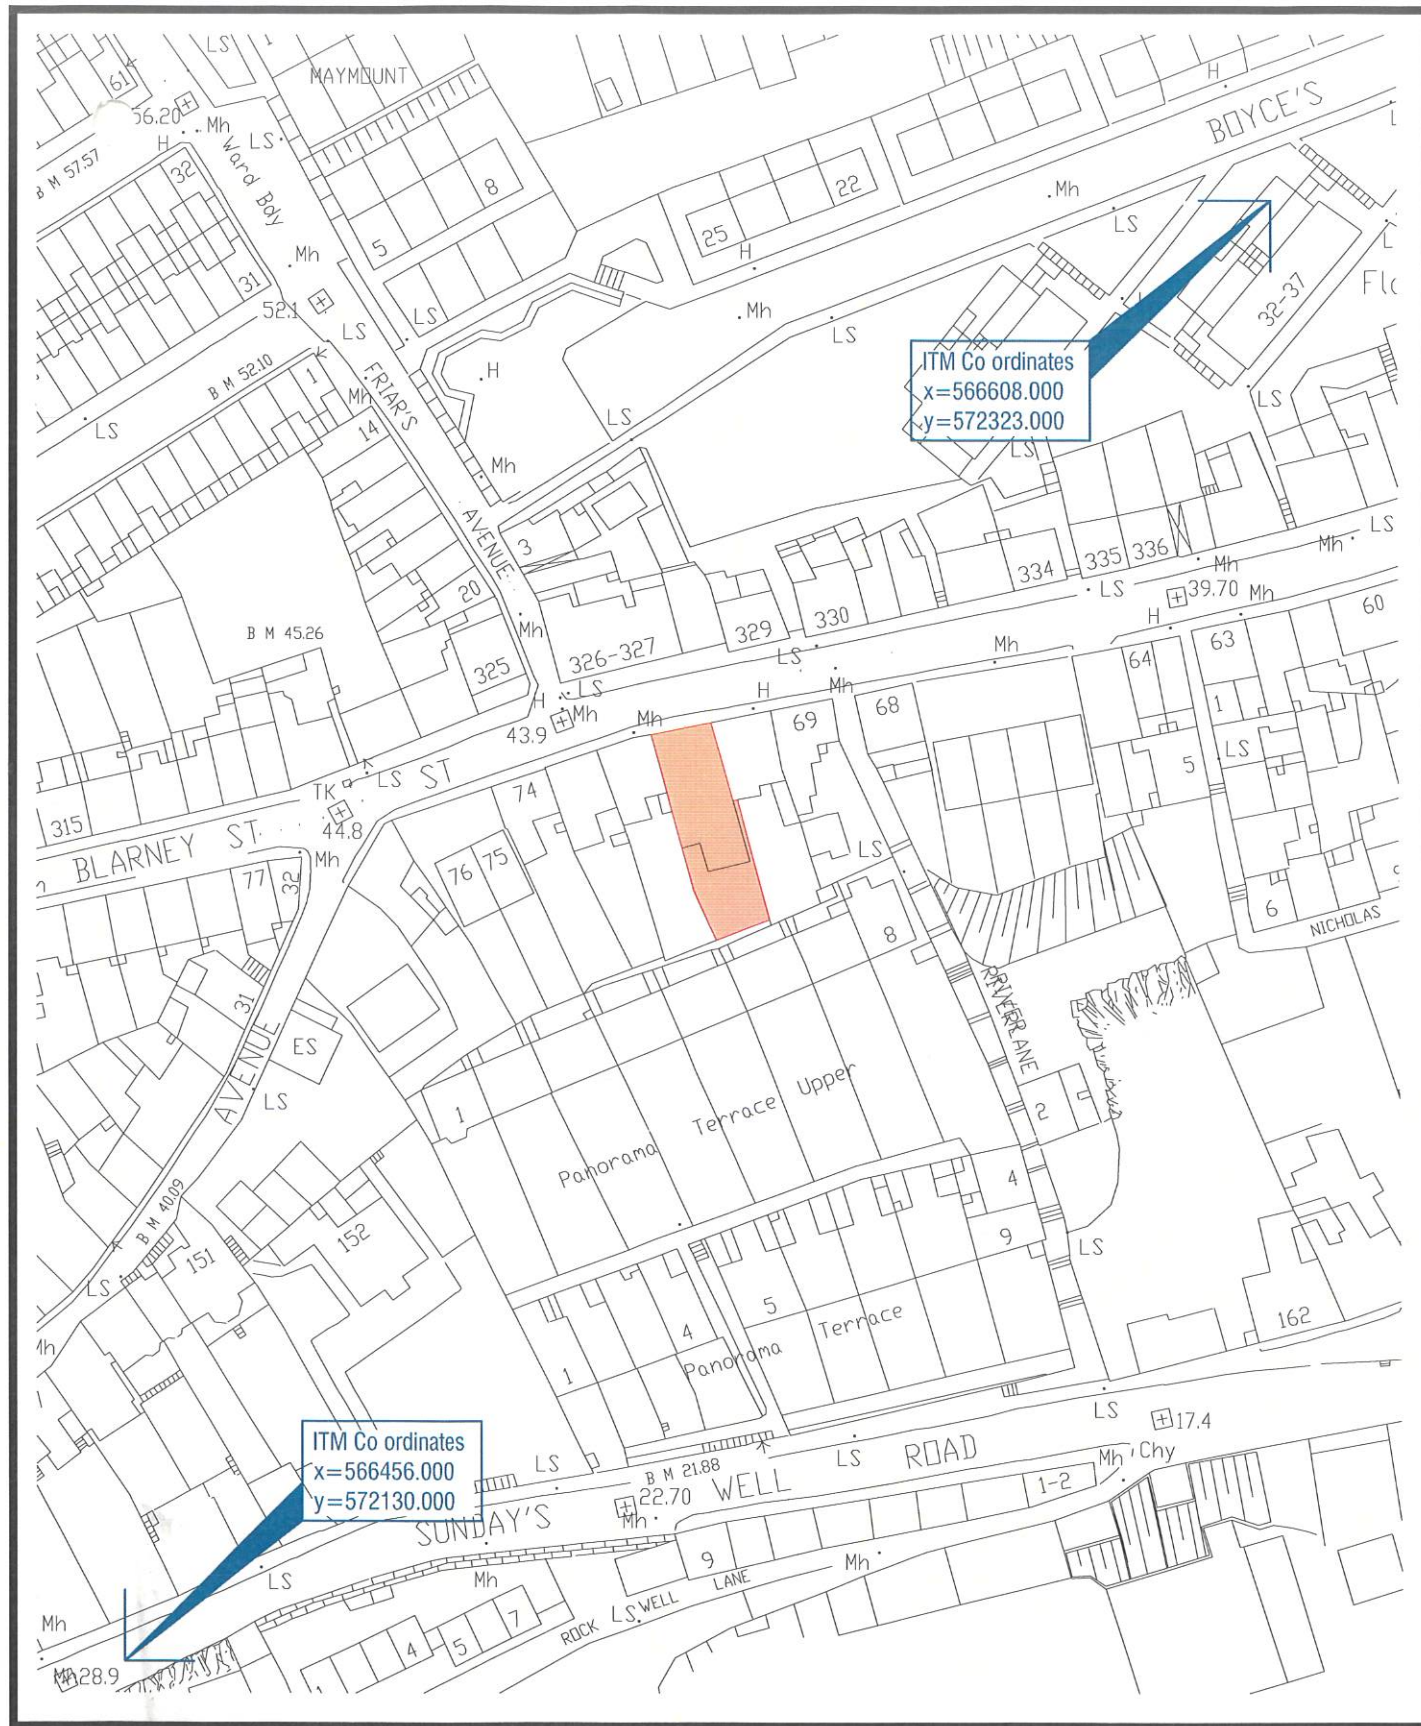 LS
MAYMOUNT
61
56.20
Mh
LS
H
BOYCE'S
B M 57.57
32
Ward Bdy
8
22
Mh
5
25
H
LS
Mh
31
52.1
LS
LS
Mh
LS
32-37
H
ITM Co ordinates
x=566608.000
y=572323.000
B M 52.10
1
Mh
FRIAR'S
LS
14
LS
LS
LS
Mh
AVENUE
3
20
334
335
336
Mh
Mh
LS
LS
39.70
Mh
H
60
B M 45.26
Mh
325
326-327
329
330
LS
Mh
64
63
1
H
LS
Mh
43.9
Mh
H
Mh
69
68
5
LS
TK
LS
ST
74
315
BLARNEY ST
44.8
Mh
77
32
76
75
LS
8
6
NICHOLAS
31
ES
AVENUE
LS
LANE
1
Panorama Terrace Upper
2
4
9
LS
B M 40.09
152
151
LS
Mh
5
4
1
Panorama Terrace
162
LS
17.4
ITM Co ordinates
x=566456.000
y=572130.000
LS
B M 21.88
LS
ROAD
WELL
22.70
Mh
SUNDAY'S
1-2
Mh
Chy
9
LANE
Mh
LS
Mh
ROCK
LS
WELL
7
5
4
Mh
28.9